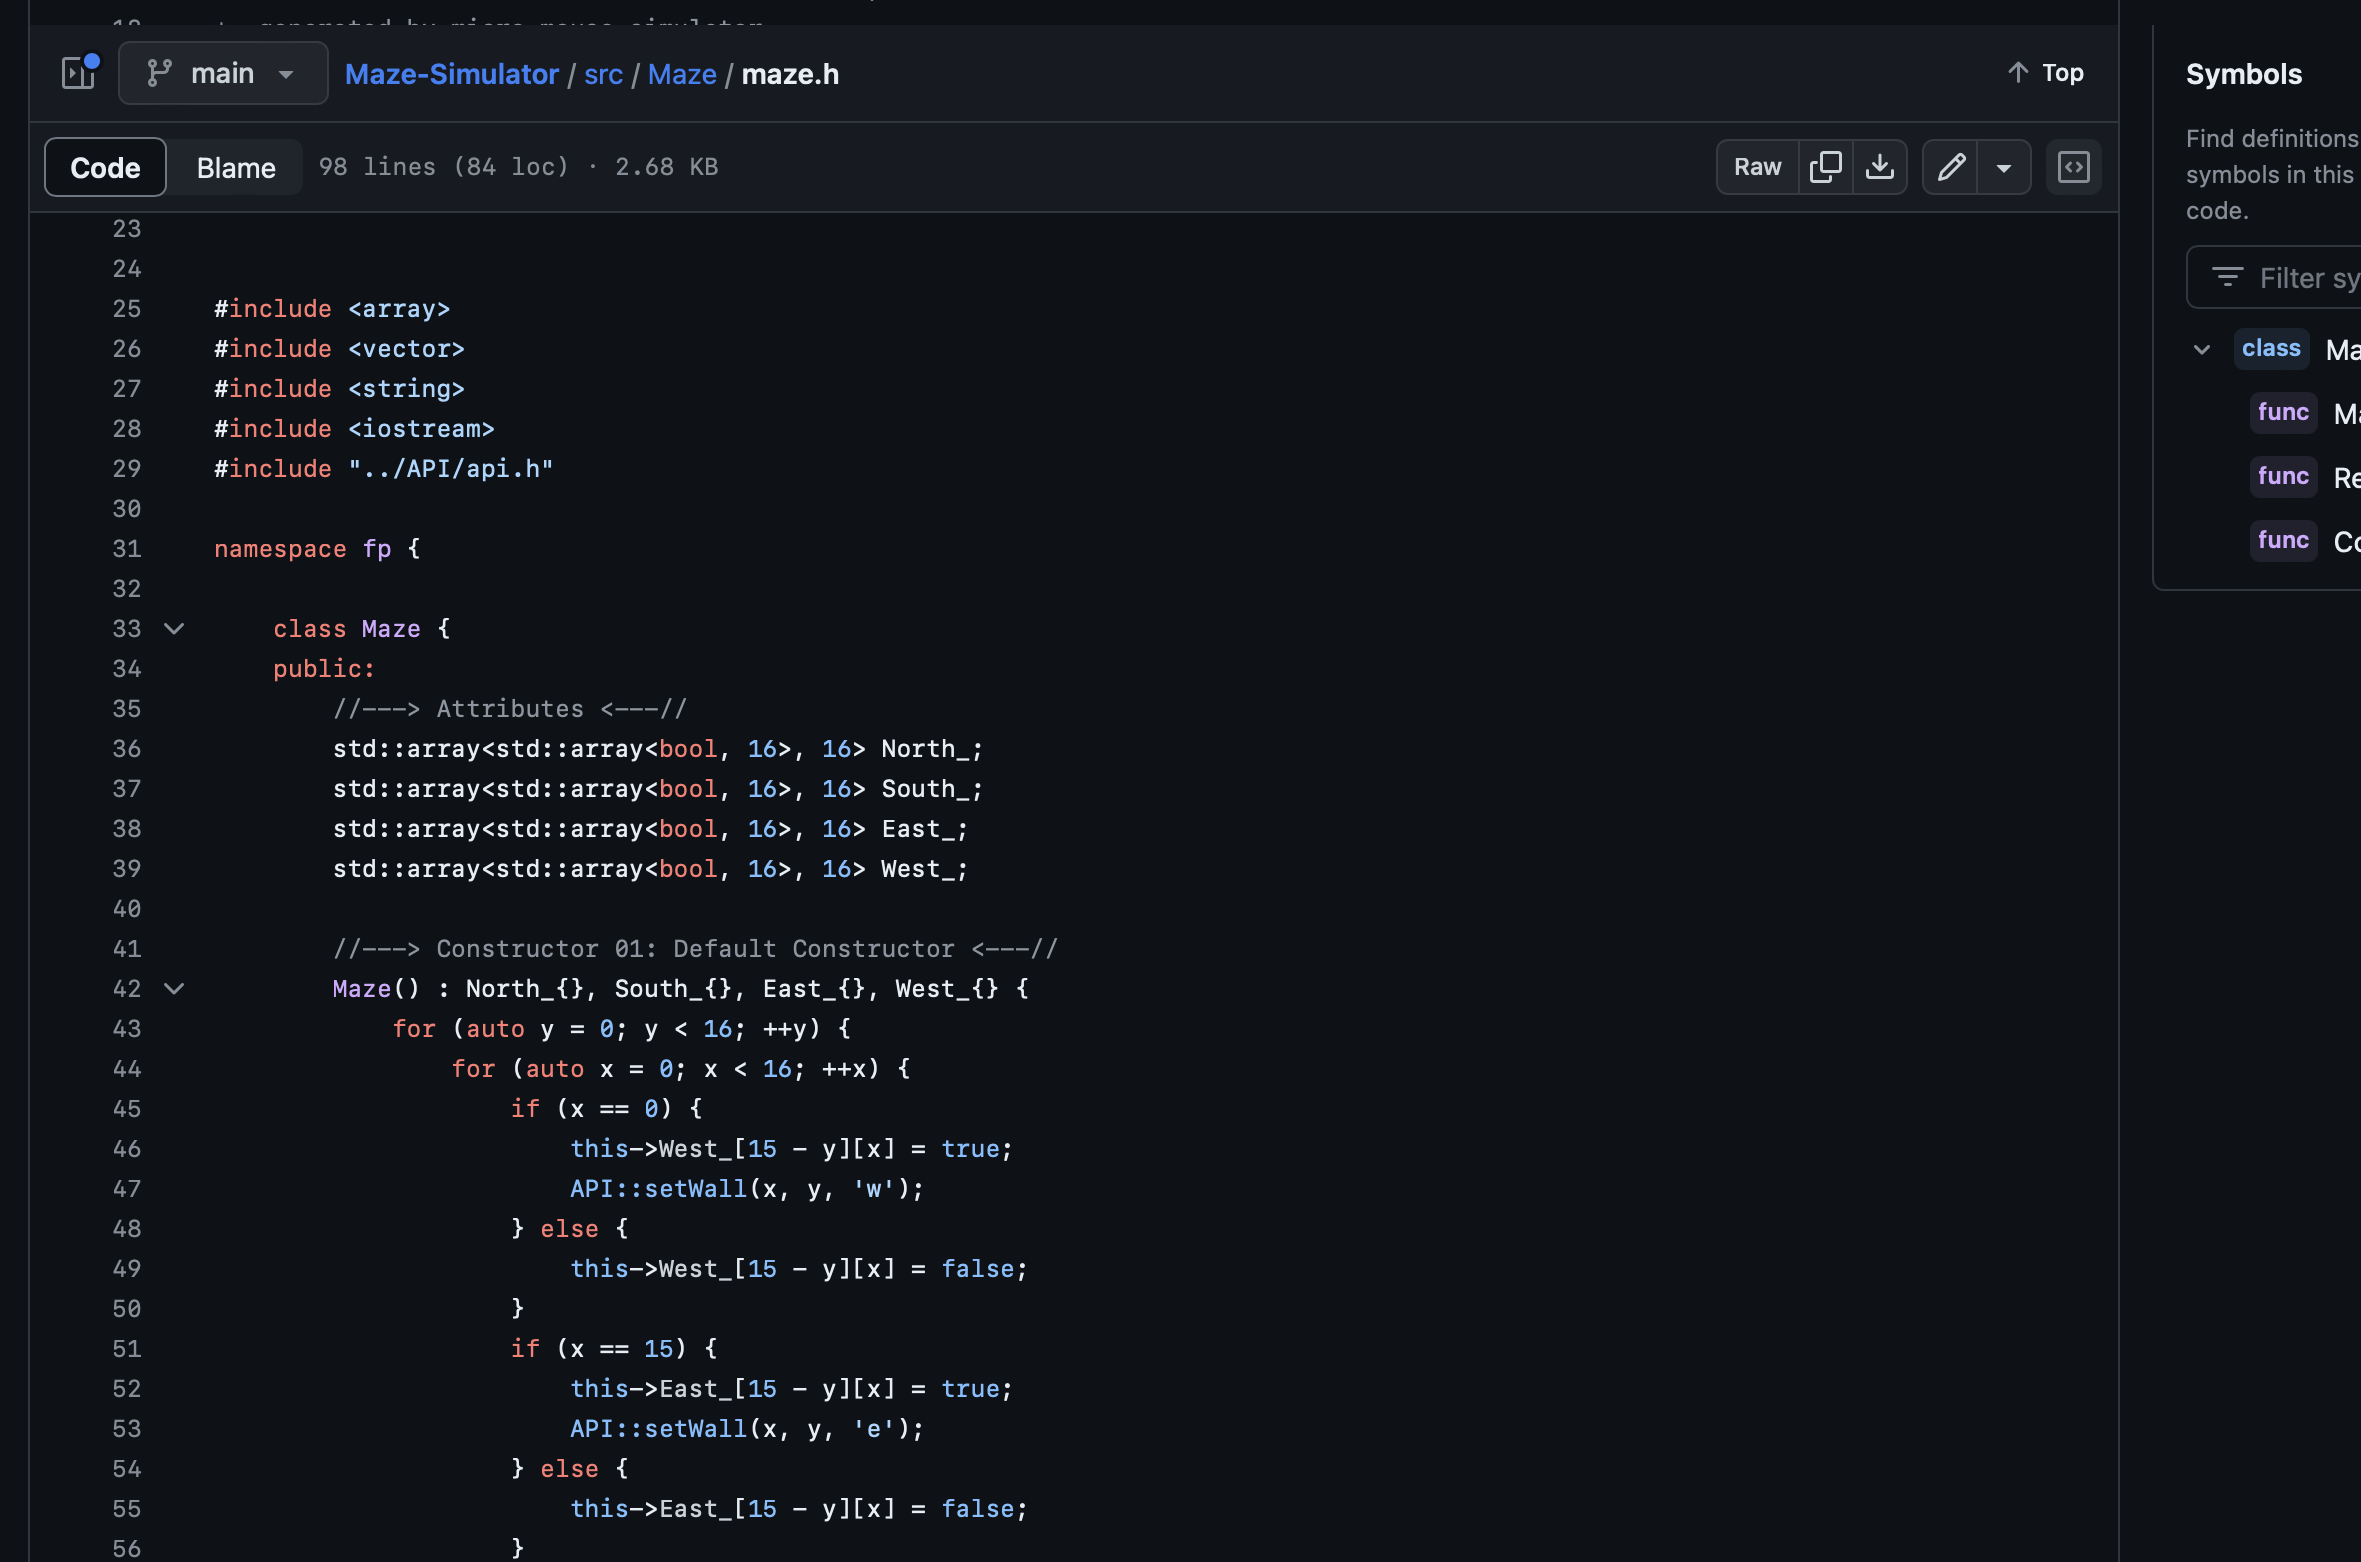 main
Maze-Simulator / src / Maze / maze.h
Top
Code Blame 98 lines (84 loc) · 2.68 KB
Raw
23
24
25 #include <array>
26 #include <vector>
27 #include <string>
28 #include <iostream>
29 #include "../API/api.h"
30
31 namespace fp {
32
33 class Maze {
34 public:
35 //---> Attributes <---//
36 std::array<std::array<bool, 16>, 16> North_;
37 std::array<std::array<bool, 16>, 16> South_;
38 std::array<std::array<bool, 16>, 16> East_;
39 std::array<std::array<bool, 16>, 16> West_;
40
41 //---> Constructor 01: Default Constructor <---//
42 Maze() : North_{}, South_{}, East_{}, West_{} {
43 for (auto y = 0; y < 16; ++y) {
44 for (auto x = 0; x < 16; ++x) {
45 if (x == 0) {
46 this->West_[15 - y][x] = true;
47 API::setWall(x, y, 'w');
48 } else {
49 this->West_[15 - y][x] = false;
50 }
51 if (x == 15) {
52 this->East_[15 - y][x] = true;
53 API::setWall(x, y, 'e');
54 } else {
55 this->East_[15 - y][x] = false;
56 }
Symbols
Find definitions
symbols in this
code.
Filter sy
class Ma
func Ma
func Re
func Co